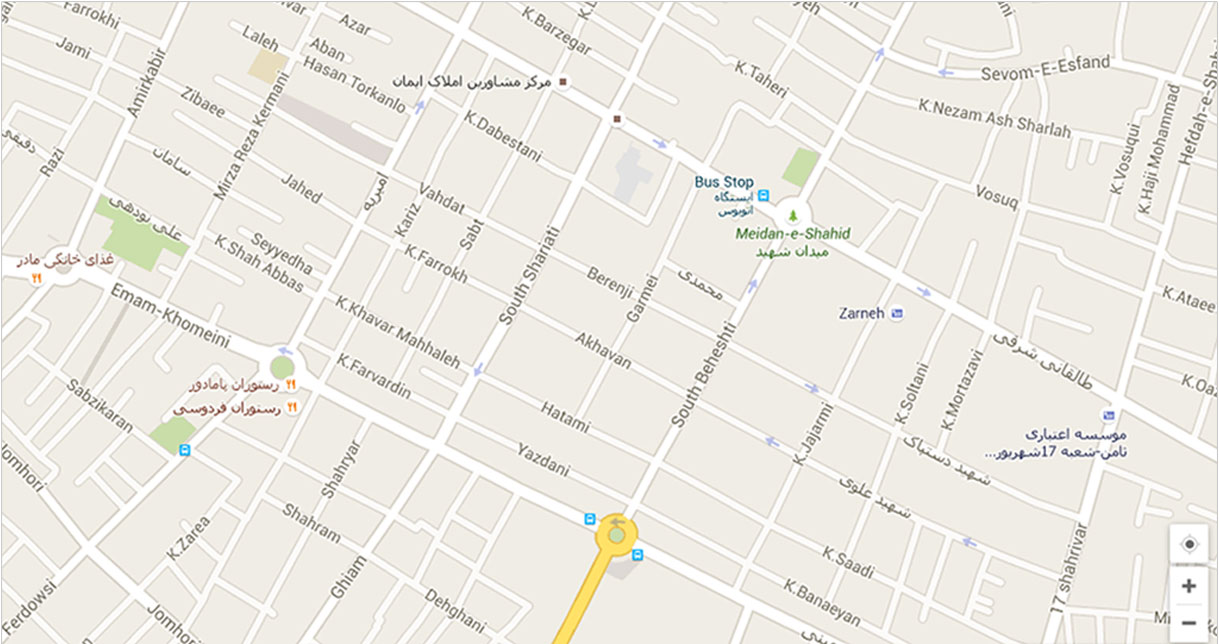 Farrokhi
Azar
K.Barzegar
Jami
Laleh
Aban
Hasan Torkanlo
Sevom-E-Esfand
مرکز مشاورین املاک ایمان
K.Taheri
Amirkabir
Zibaee
K.Nezam Ash Sharlah
Hefdah-e-Sha
K.Dabestani
Mirza Reza Kermani
K.Vosuqui
K.Haji Mohammad
دقیقی
Razi
سامان
Jahed
امیریه
Vahdat
Bus Stop
ایستگاه
اتوبوس
Vosuq
علی نودهی
Kariz
Sabt
Meidan-e-Shahid
میدان شهید
غذای خانگی مادر
Seyyedha
K.Shah Abbas
K.Farrokh
South Shariati
Berenji
محمدی
Garmei
K.Ataee
Emam-Khomeini
K.Khavar Mahhaleh
Zarneh
Akhavan
طالقانی شرقی
K.Farvardin
South Beheshti
K.Soltani
K.Mortazavi
رستوران پامادور
رستوران فردوسی
Sabzikaran
Hatami
K.Jajarmi
موسسه اعتباری
ثامن-شعبه 17شهریور...
شهید دستپاک
Yazdani
Jomhori
Shahryar
شهید علوی
K.Zarea
Shahram
K.Saadi
Ghiam
Ferdowsi
Jomhori
Dehghani
K.Banaeyan
17 shahrivar
+
−